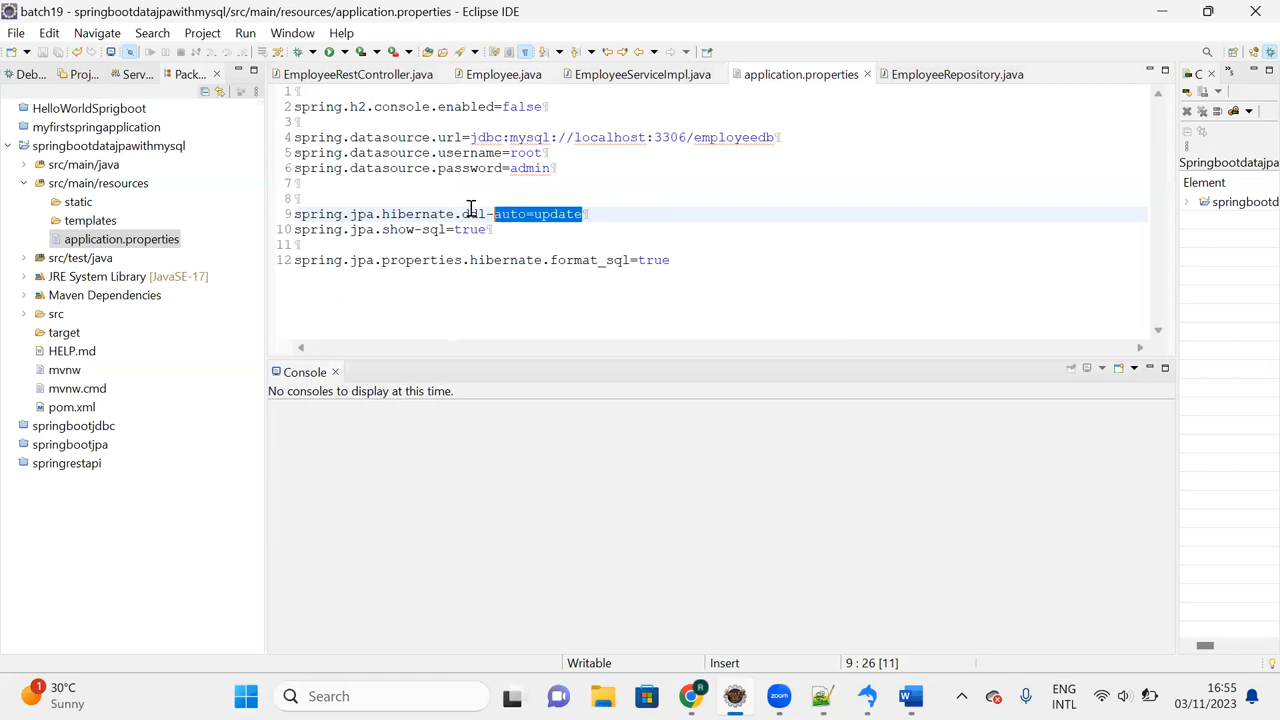 batch19 - springbootdatajpawithmysql/src/main/resources/application.properties - Eclipse IDE
File Edit Navigate Search Project Run Window Help
Deb... Proj... Serv... Pack...
EmployeeRestController.java Employee.java EmployeeServiceImpl.java application.properties EmployeeRepository.java
C
HelloWorldSprigboot
myfirstspringapplication
springbootdatajpawithmysql
src/main/java
src/main/resources
static
templates
application.properties
src/test/java
JRE System Library [JavaSE-17]
Maven Dependencies
src
target
HELP.md
mvnw
mvnw.cmd
pom.xml
springbootjdbc
springbootjpa
springrestapi
1¶
2 spring.h2.console.enabled=false¶
3¶
4 spring.datasource.url=jdbc:mysql://localhost:3306/employeedb¶
5 spring.datasource.username=root¶
6 spring.datasource.password=admin¶
7¶
8¶
9 spring.jpa.hibernate.ddl-auto=update¶
10 spring.jpa.show-sql=true¶
11¶
12 spring.jpa.properties.hibernate.format_sql=true
Console
No consoles to display at this time.
Springbootdatajpa
Element
springbootd
Writable Insert 9 : 26 [11]
1
30°C
Sunny
Search
R
zoom
ENG
INTL
16:55
03/11/2023